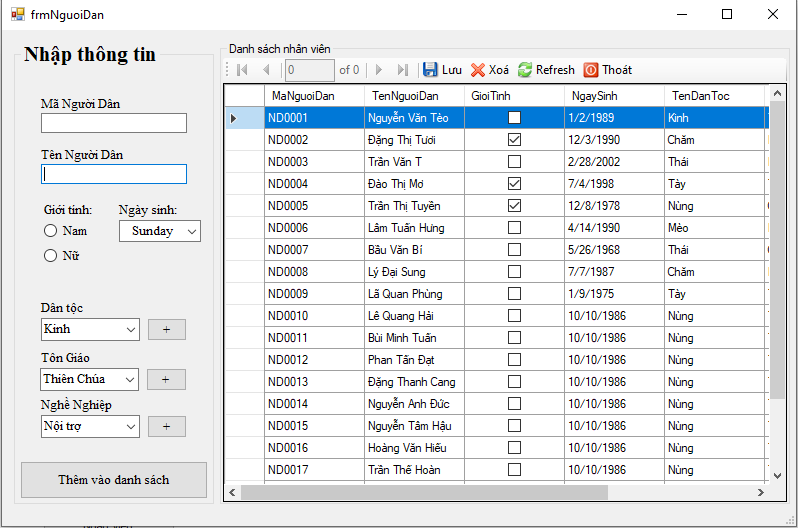 frmNguoiDan
Nhập thông tin
Mã Người Dân
Tên Người Dân
Giới tính:
Ngày sinh:
Nam
Sunday
Nữ
Dân tộc
Kinh
+
Tôn Giáo
Thiên Chúa
+
Nghề Nghiệp
Nội trợ
+
Thêm vào danh sách
Danh sách nhân viên
0 of 0 Lưu Xoá Refresh Thoát
MaNguoiDan TenNguoiDan GioiTinh NgaySinh TenDanToc
ND0001 Nguyễn Văn Tèo 1/2/1989 Kinh
ND0002 Đặng Thị Tươi 12/3/1990 Chăm
ND0003 Trần Văn T 2/28/2002 Thái
ND0004 Đào Thị Mơ 7/4/1998 Tày
ND0005 Trần Thị Tuyền 12/8/1978 Nùng
ND0006 Lâm Tuấn Hưng 4/14/1990 Mèo
ND0007 Bầu Văn Bí 5/26/1968 Thái
ND0008 Lý Đại Sung 7/7/1987 Chăm
ND0009 Lã Quan Phùng 1/9/1975 Tày
ND0010 Lê Quang Hải 10/10/1986 Nùng
ND0011 Bùi Minh Tuấn 10/10/1986 Nùng
ND0012 Phan Tấn Đạt 10/10/1986 Nùng
ND0013 Đặng Thanh Cang 10/10/1986 Nùng
ND0014 Nguyễn Anh Đức 10/10/1986 Nùng
ND0015 Nguyễn Tâm Hậu 10/10/1986 Nùng
ND0016 Hoàng Văn Hiếu 10/10/1986 Nùng
ND0017 Trần Thế Hoàn 10/10/1986 Nùng